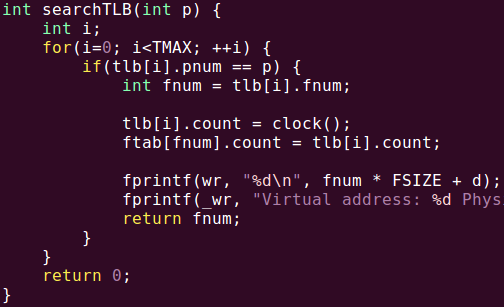 int searchTLB(int p) {
    int i;
    for(i=0; i<TMAX; ++i) {
        if(tlb[i].pnum == p) {
            int fnum = tlb[i].fnum;

            tlb[i].count = clock();
            ftab[fnum].count = tlb[i].count;

            fprintf(wr, "%d\n", fnum * FSIZE + d);
            fprintf(_wr, "Virtual address: %d Phys
            return fnum;
        }
    }
    return 0;
}